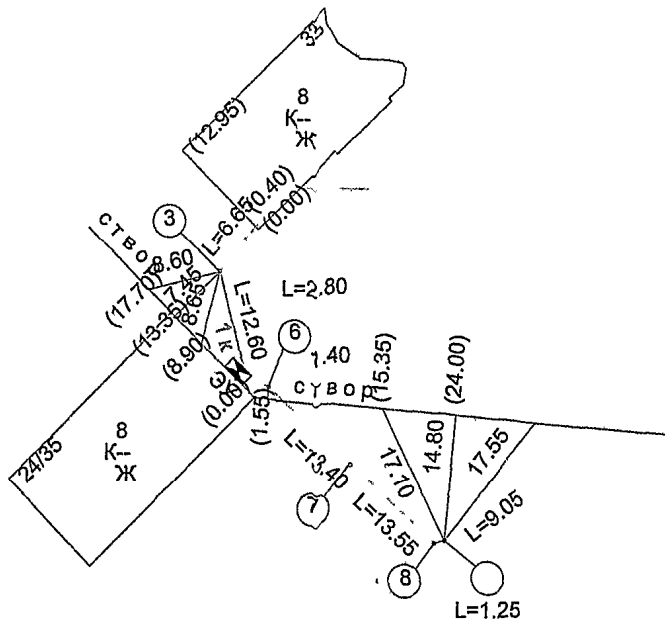 32
8
К--
Ж
(12.95)
(0.40)
(0.00)
L=6.65
3
створ
8.60
7.45
8.65
(17.70)
(13.35)
(8.90)
(0.00)
L=12.60
1к
L=2.80
6
1.40
створ
(1.55)
(15.35)
(24.00)
24/35
8
К--
Ж
L=13.40
7
17.10
14.80
17.55
L=13.55
L=9.05
8
L=1.25